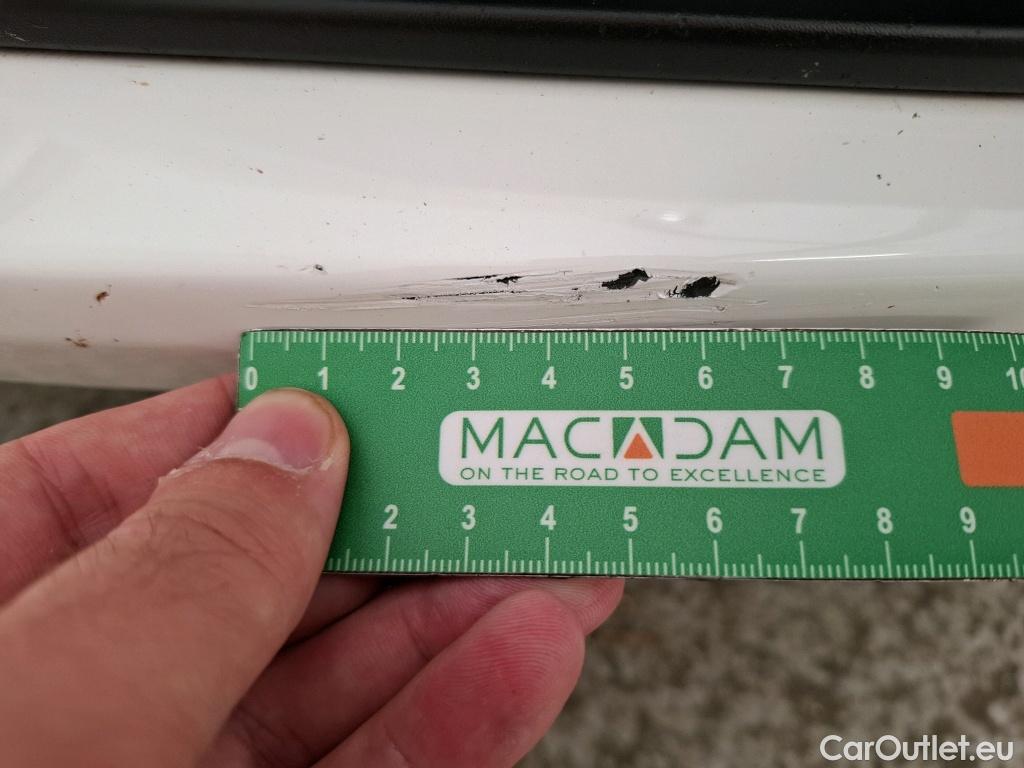 0 1 2 3 4 5 6 7 8 9 10
MACADAM
ON THE ROAD TO EXCELLENCE
2 3 4 5 6 7 8 9
CarOutlet.eu